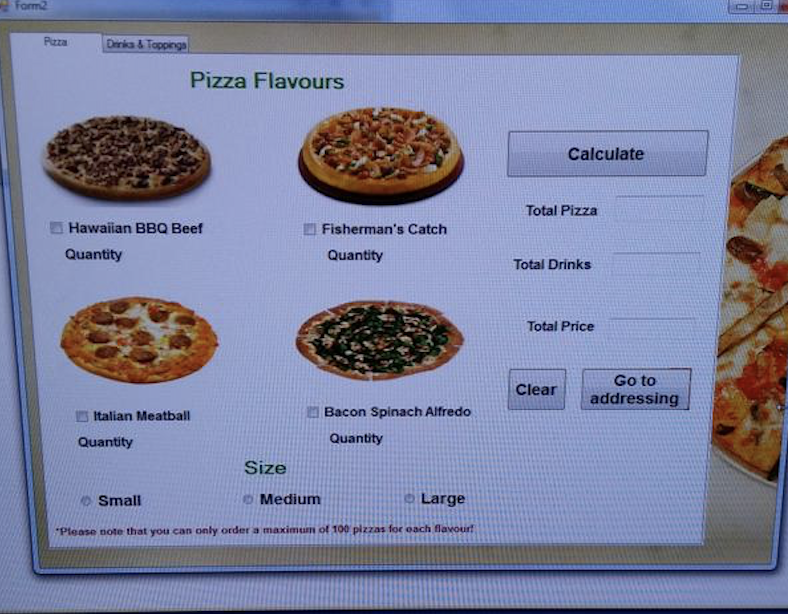 Form2
Pizza
Drinks & Toppings
Pizza Flavours
Hawaiian BBQ Beef
Quantity
Fisherman's Catch
Quantity
Italian Meatball
Quantity
Bacon Spinach Alfredo
Quantity
Size
Small
Medium
Large
*Please note that you can only order a maximum of 100 pizzas for each flavour!
Calculate
Total Pizza
Total Drinks
Total Price
Clear
Go to
addressing